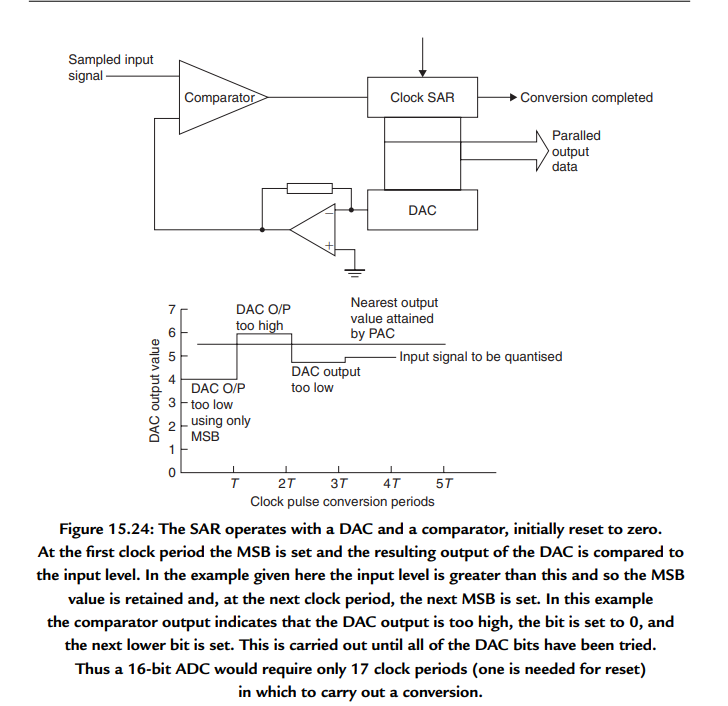 Sampled input
signal
Comparator
Clock SAR
Conversion completed
Paralled
output
data
DAC
−
+
DAC output value
7
6
5
4
3
2
1
0
DAC O/P
too high
Nearest output
value attained
by PAC
Input signal to be quantised
DAC output
too low
DAC O/P
too low
using only
MSB
T 2T 3T 4T 5T
Clock pulse conversion periods
Figure 15.24: The SAR operates with a DAC and a comparator, initially reset to zero.
At the first clock period the MSB is set and the resulting output of the DAC is compared to
the input level. In the example given here the input level is greater than this and so the MSB
value is retained and, at the next clock period, the next MSB is set. In this example
the comparator output indicates that the DAC output is too high, the bit is set to 0, and
the next lower bit is set. This is carried out until all of the DAC bits have been tried.
Thus a 16-bit ADC would require only 17 clock periods (one is needed for reset)
in which to carry out a conversion.